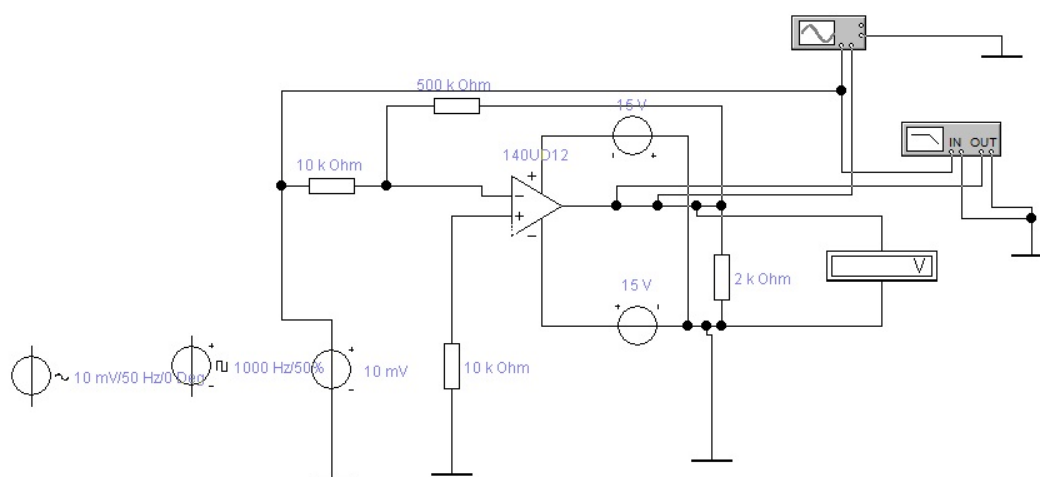 500 k Ohm
15 V
IN OUT
140UD12
10 k Ohm
V
15 V
2 k Ohm
10 mV/50 Hz/0 Deg
1000 Hz/50%
10 mV
10 k Ohm